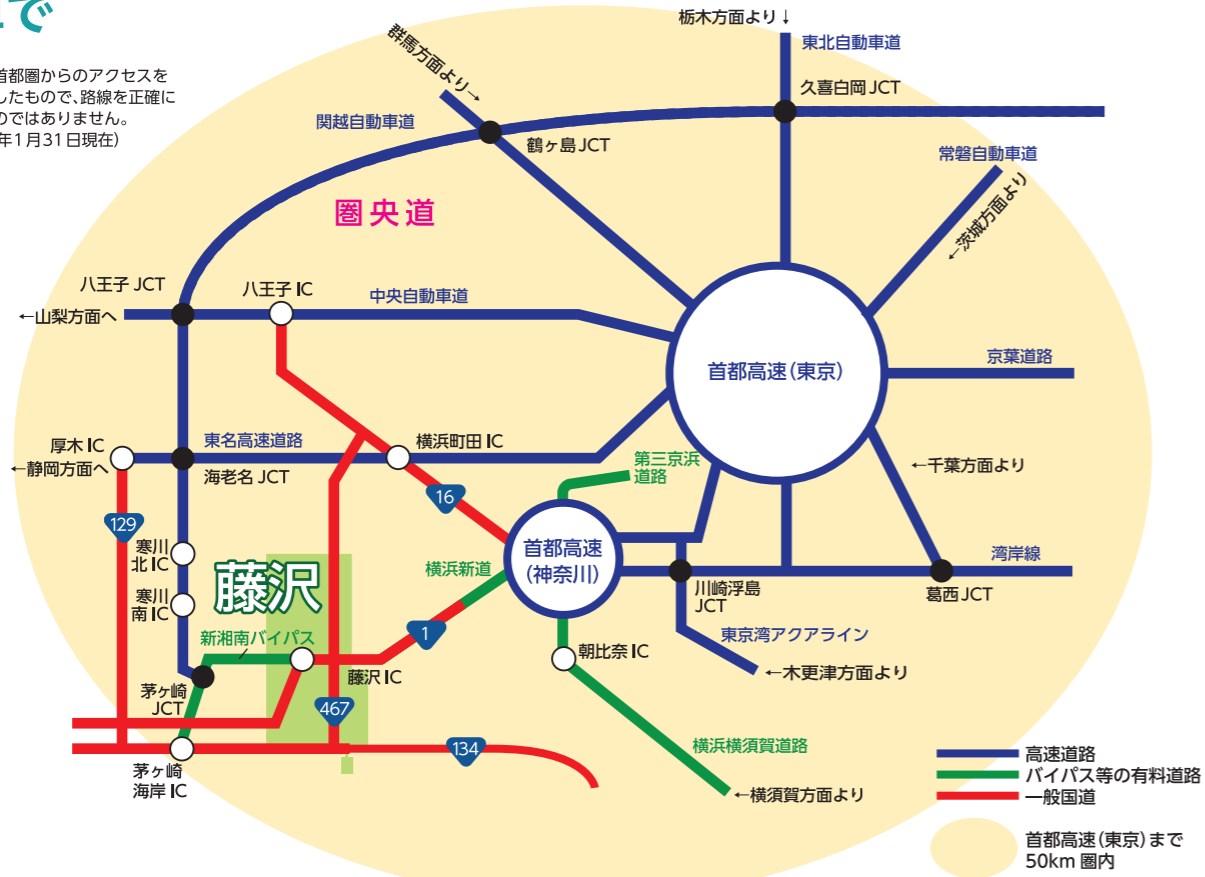 まで
首都圏からのアクセスを
したもので、路線を正確に
のではありません。
年1月31日現在)
栃木方面より↓
東北自動車道
群馬方面より→
久喜白岡 JCT
関越自動車道
鶴ヶ島 JCT
常磐自動車道
←茨城方面より
圏央道
八王子 JCT
八王子 IC
中央自動車道
←山梨方面へ
首都高速(東京)
京葉道路
厚木 IC
東名高速道路
横浜町田 IC
←静岡方面へ
海老名 JCT
第三京浜
道路
←千葉方面より
16
129
寒川
北 IC
首都高速
(神奈川)
湾岸線
藤沢
横浜新道
川崎浮島
JCT
葛西 JCT
寒川
南 IC
新湘南バイパス
1
東京湾アクアライン
朝比奈 IC
←木更津方面より
藤沢 IC
茅ヶ崎
JCT
467
134
横浜横須賀道路
茅ヶ崎
海岸 IC
←横須賀方面より
高速道路
バイパス等の有料道路
一般国道
首都高速(東京)まで
50km 圏内